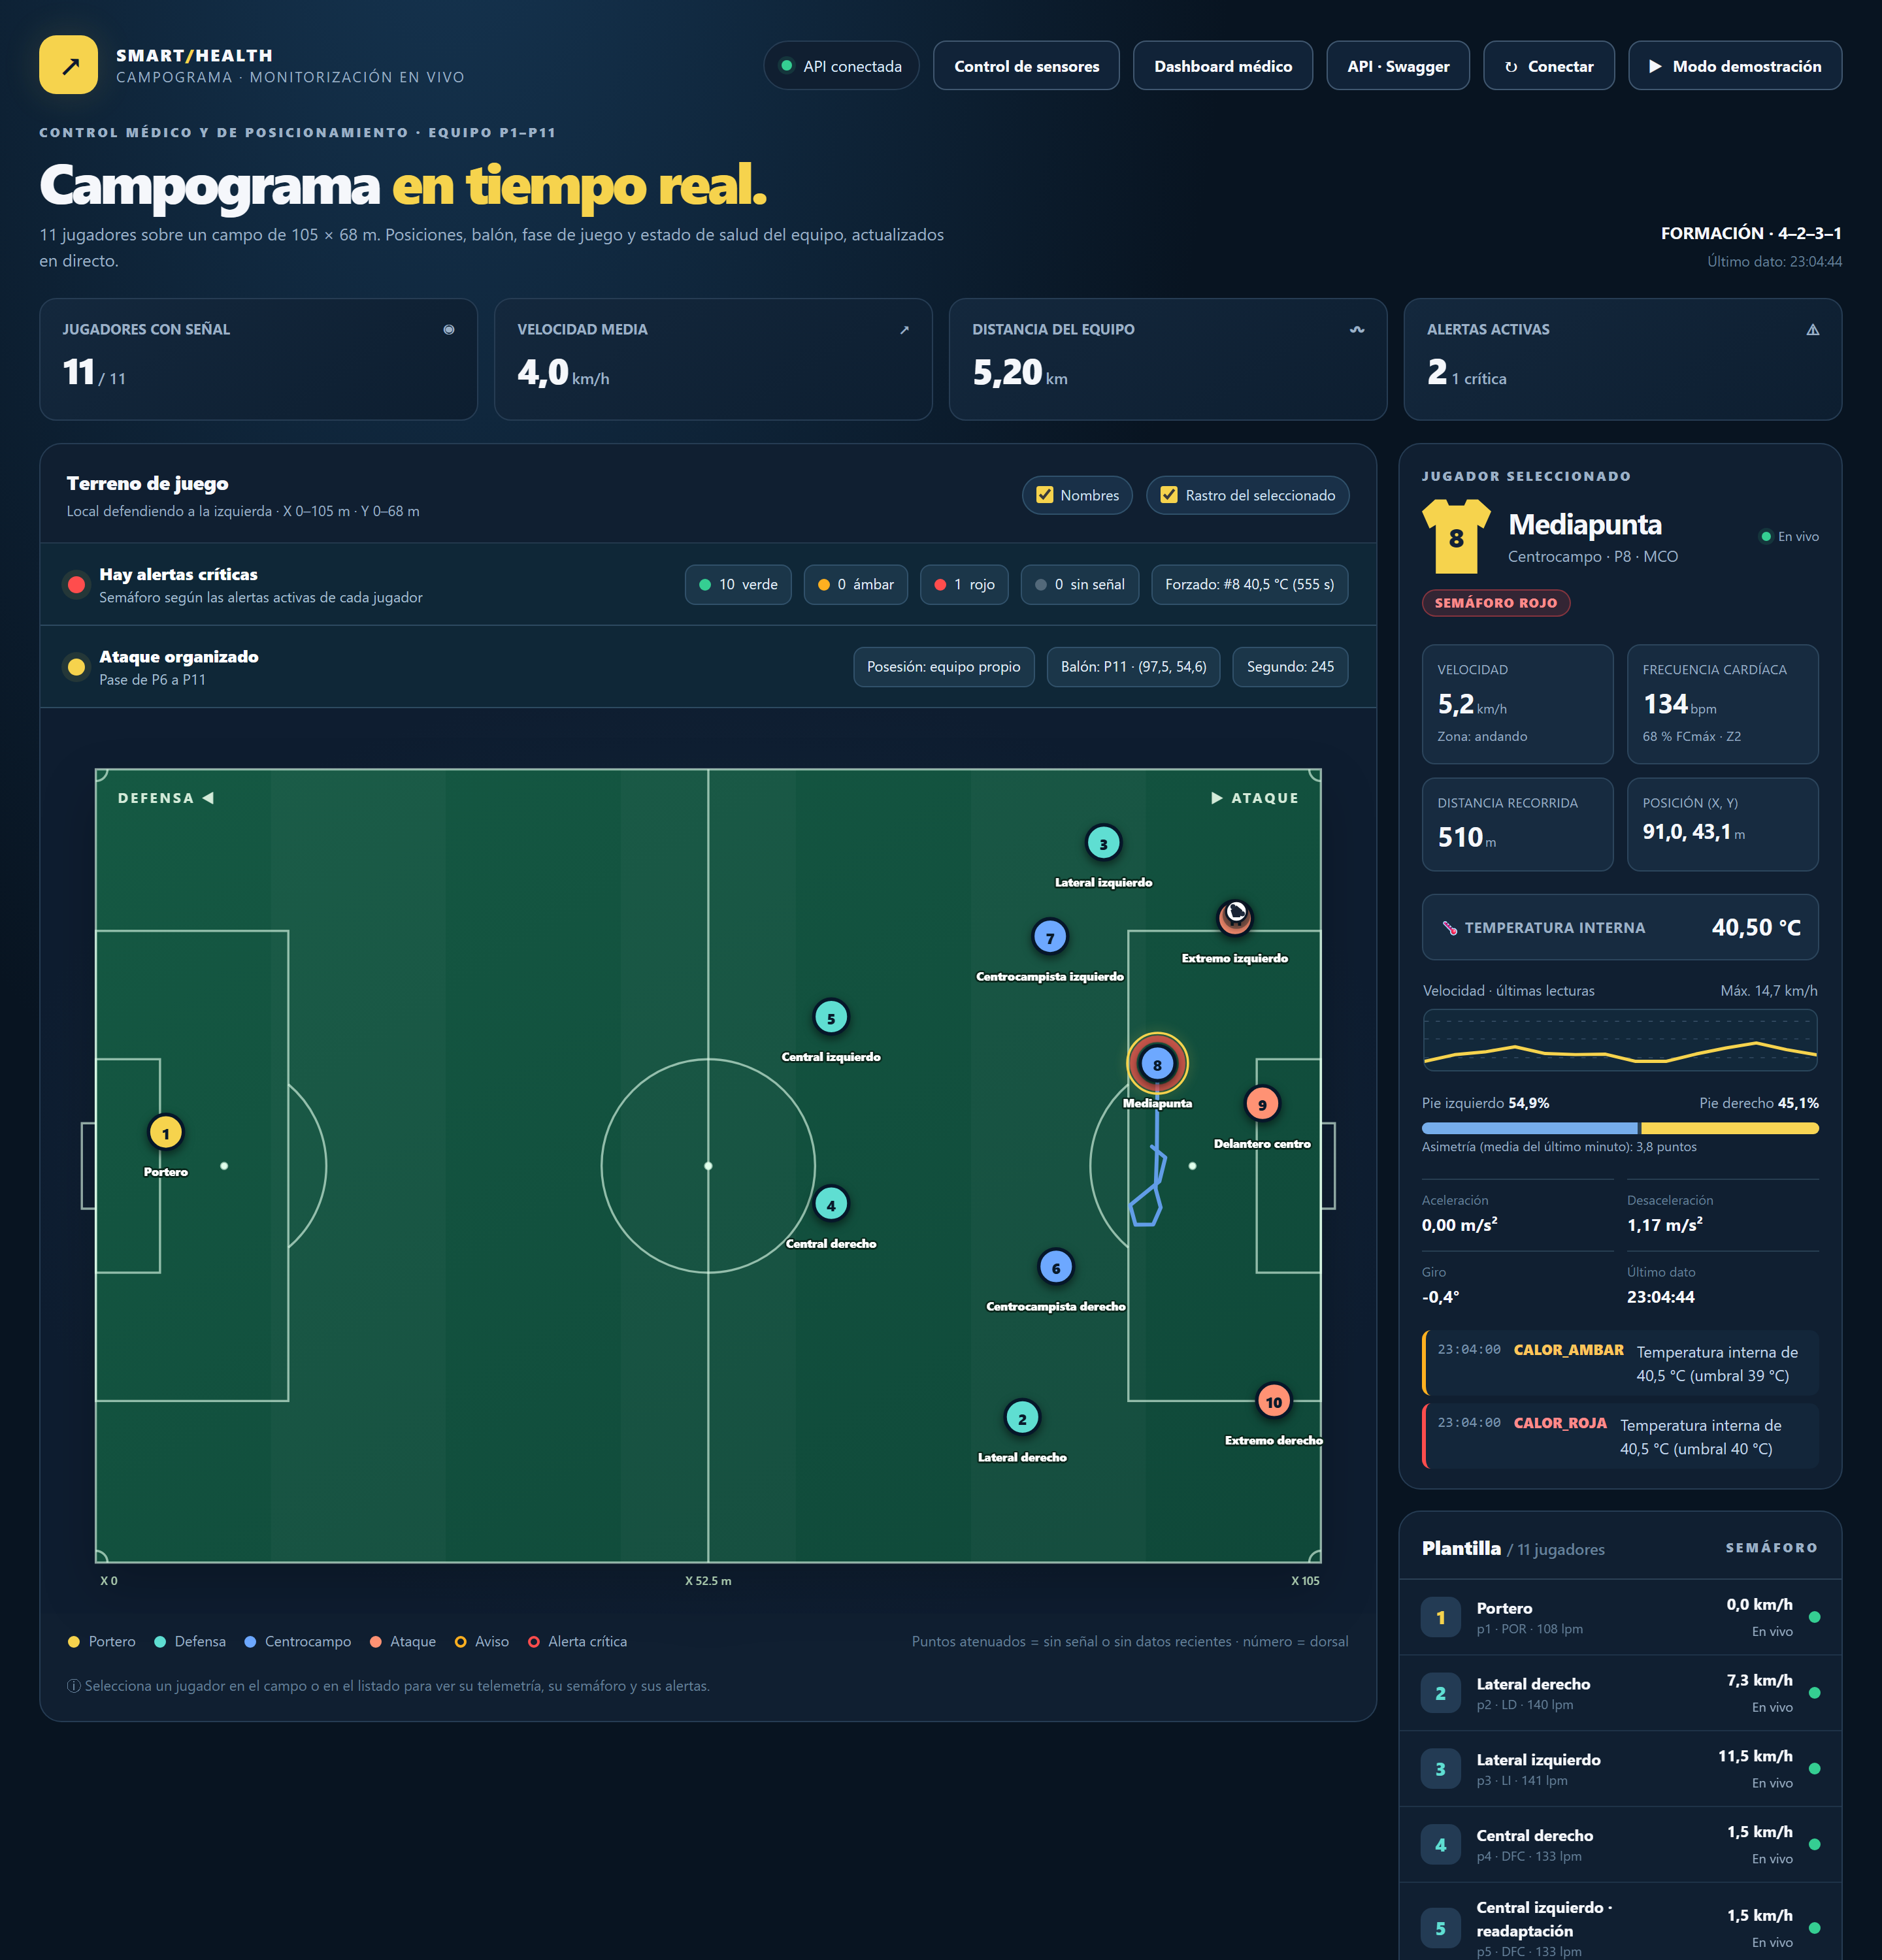 SMART/HEALTH
CAMPOGRAMA · MONITORIZACIÓN EN VIVO
API conectada
Control de sensores
Dashboard médico
API · Swagger
↻ Conectar
▶ Modo demostración
CONTROL MÉDICO Y DE POSICIONAMIENTO · EQUIPO P1–P11
Campograma en tiempo real.
11 jugadores sobre un campo de 105 × 68 m. Posiciones, balón, fase de juego y estado de salud del equipo, actualizados
en directo.
FORMACIÓN · 4–2–3–1
Último dato: 23:04:44
JUGADORES CON SEÑAL
11 / 11
VELOCIDAD MEDIA
4,0 km/h
DISTANCIA DEL EQUIPO
5,20 km
ALERTAS ACTIVAS
2 1 crítica
Terreno de juego
Local defendiendo a la izquierda · X 0–105 m · Y 0–68 m
Nombres
Rastro del seleccionado
Hay alertas críticas
Semáforo según las alertas activas de cada jugador
10 verde
0 ámbar
1 rojo
0 sin señal
Forzado: #8 40,5 °C (555 s)
Ataque organizado
Pase de P6 a P11
Posesión: equipo propio
Balón: P11 · (97,5, 54,6)
Segundo: 245
DEFENSA ◀
▶ ATAQUE
3
Lateral izquierdo
Extremo izquierdo
7
Centrocampista izquierdo
5
Central izquierdo
8
Mediapunta
9
Delantero centro
1
Portero
4
Central derecho
6
Centrocampista derecho
10
Extremo derecho
2
Lateral derecho
X 0
X 52.5 m
X 105
Portero
Defensa
Centrocampo
Ataque
Aviso
Alerta crítica
Puntos atenuados = sin señal o sin datos recientes · número = dorsal
ⓘ Selecciona un jugador en el campo o en el listado para ver su telemetría, su semáforo y sus alertas.
JUGADOR SELECCIONADO
8
Mediapunta
Centrocampo · P8 · MCO
En vivo
SEMÁFORO ROJO
VELOCIDAD
5,2 km/h
Zona: andando
FRECUENCIA CARDÍACA
134 bpm
68 % FCmáx · Z2
DISTANCIA RECORRIDA
510 m
POSICIÓN (X, Y)
91,0, 43,1 m
TEMPERATURA INTERNA
40,50 °C
Velocidad · últimas lecturas
Máx. 14,7 km/h
Pie izquierdo 54,9%
Pie derecho 45,1%
Asimetría (media del último minuto): 3,8 puntos
Aceleración
0,00 m/s²
Desaceleración
1,17 m/s²
Giro
-0,4°
Último dato
23:04:44
23:04:00 CALOR_AMBAR Temperatura interna de
40,5 °C (umbral 39 °C)
23:04:00 CALOR_ROJA Temperatura interna de
40,5 °C (umbral 40 °C)
Plantilla / 11 jugadores
SEMÁFORO
1
Portero
p1 · POR · 108 lpm
0,0 km/h
En vivo
2
Lateral derecho
p2 · LD · 140 lpm
7,3 km/h
En vivo
3
Lateral izquierdo
p3 · LI · 141 lpm
11,5 km/h
En vivo
4
Central derecho
p4 · DFC · 133 lpm
1,5 km/h
En vivo
5
Central izquierdo ·
readaptación
p5 · DFC · 133 lpm
1,5 km/h
En vivo